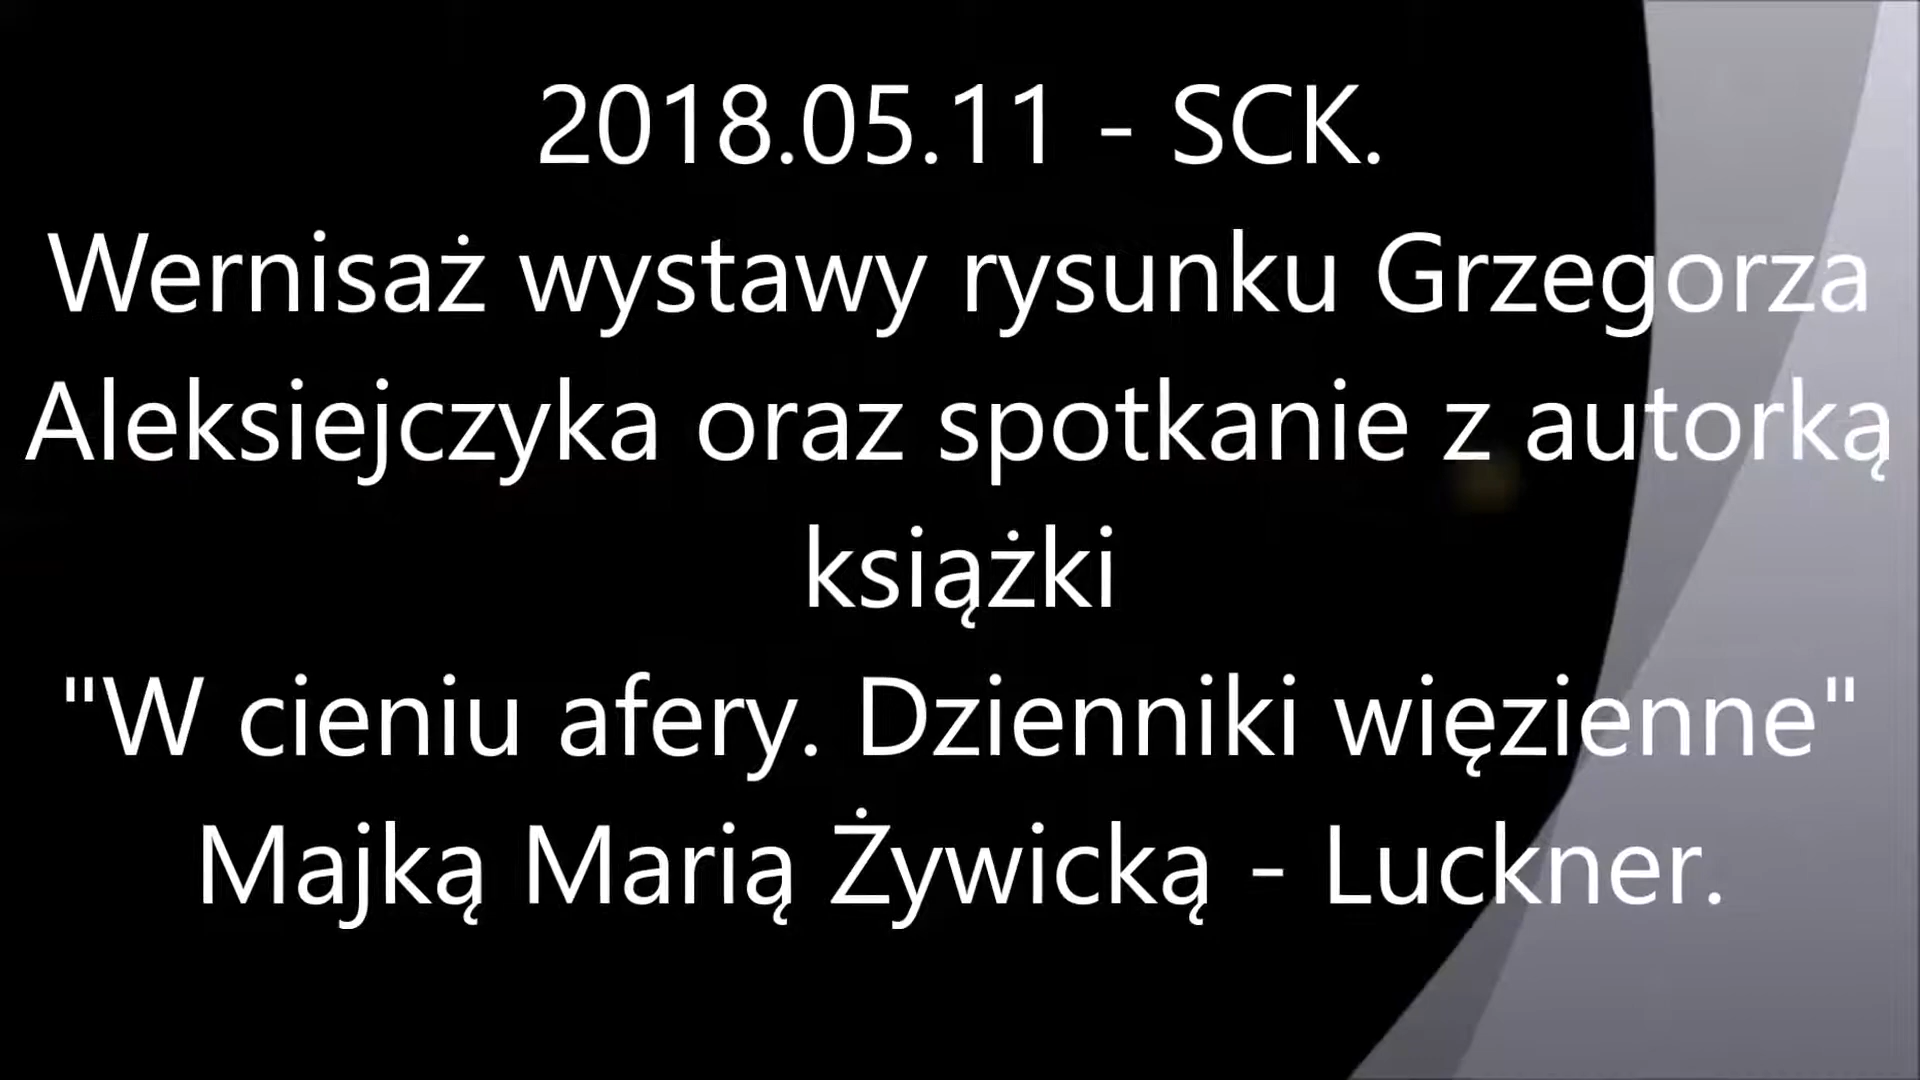 2018.05.11 - SCK.
Wernisaż wystawy rysunku Grzegorza
Aleksiejczyka oraz spotkanie z autorką
książki
"W cieniu afery. Dzienniki więzienne"
Majką Marią Żywicką - Luckner.